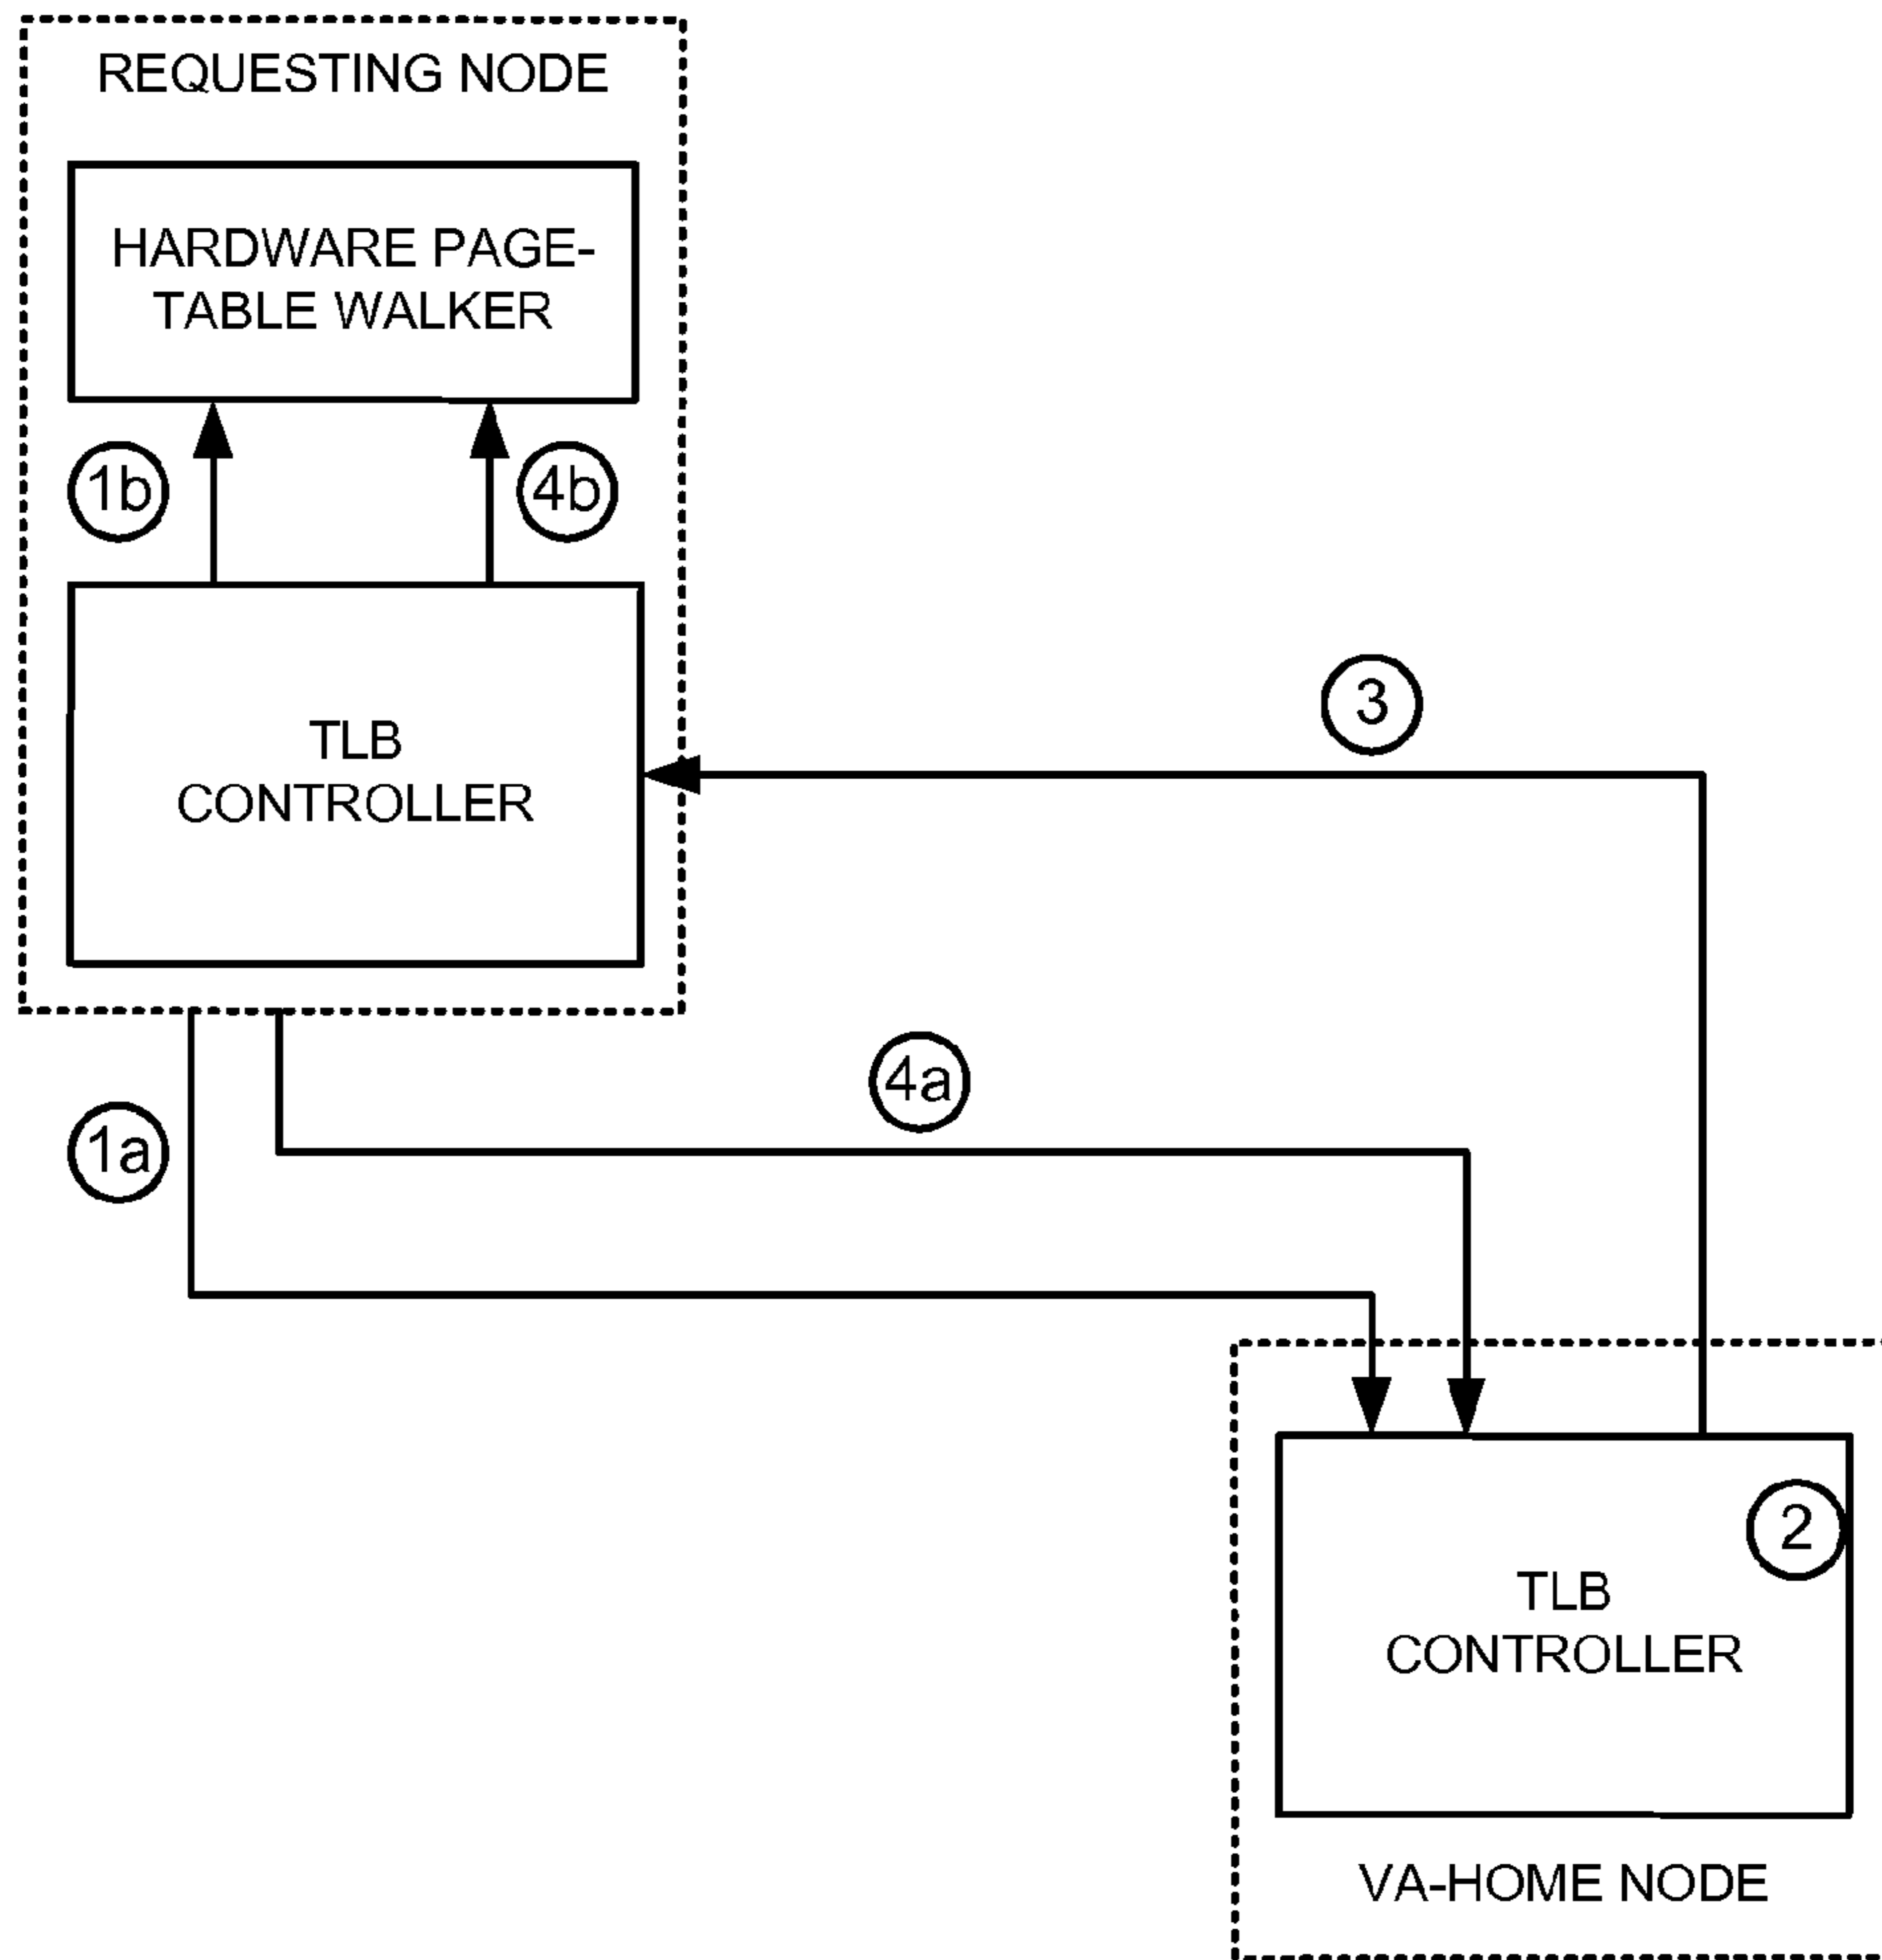 REQUESTING NODE
HARDWARE PAGE-
TABLE WALKER
1b
4b
TLB
CONTROLLER
3
4a
1a
2
TLB
CONTROLLER
VA-HOME NODE